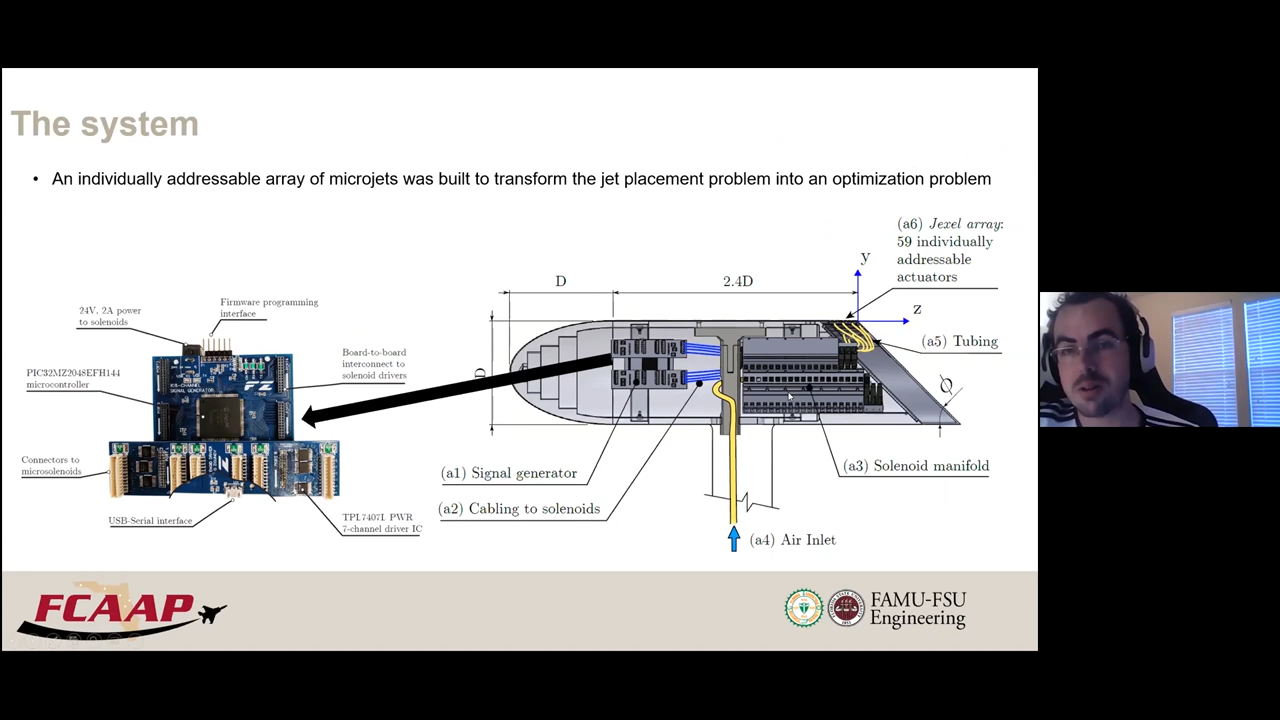 The system
• An individually addressable array of microjets was built to transform the jet placement problem into an optimization problem
24V, 2A power
to solenoids
Firmware programming
interface
PIC32MZ2048EFH144
microcontroller
Board-to-board
interconnect to
solenoid drivers
Connectors to
microsolenoids
USB-Serial interface
TPL7407L PWR
7-channel driver IC
D
2.4D
D
y
z
(a6) Jexel array:
59 individually
addressable
actuators
(a5) Tubing
(a1) Signal generator
(a2) Cabling to solenoids
(a3) Solenoid manifold
(a4) Air Inlet
FCAAP
FAMU-FSU
Engineering